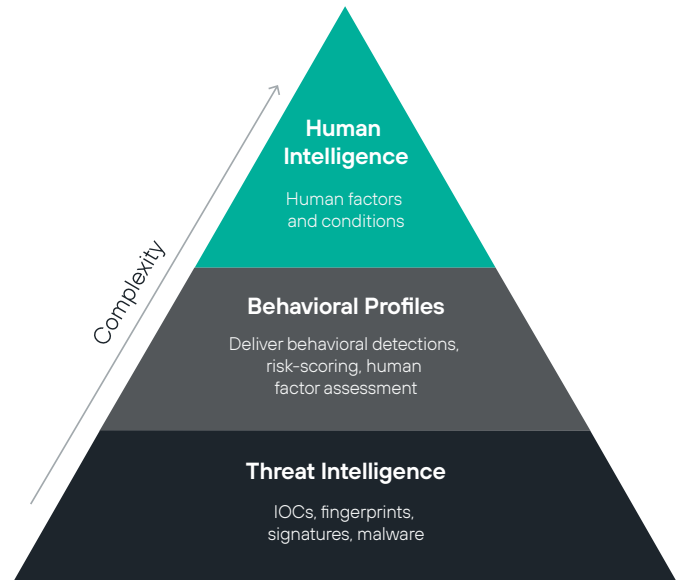 Human
Intelligence
Human factors
and conditions
Complexity
Behavioral Profiles
Deliver behavioral detections,
risk-scoring, human
factor assessment
Threat Intelligence
IOCs, fingerprints,
signatures, malware